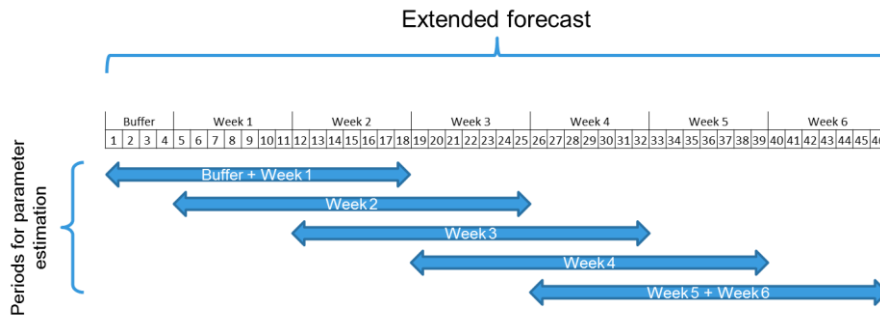 Extended forecast
Buffer Week 1 Week 2 Week 3 Week 4 Week 5 Week 6
1 2 3 4 5 6 7 8 9 10 11 12 13 14 15 16 17 18 19 20 21 22 23 24 25 26 27 28 29 30 31 32 33 34 35 36 37 38 39 40 41 42 43 44 45 46
Periods for parameter
estimation
Buffer + Week 1
Week 2
Week 3
Week 4
Week 5 + Week 6